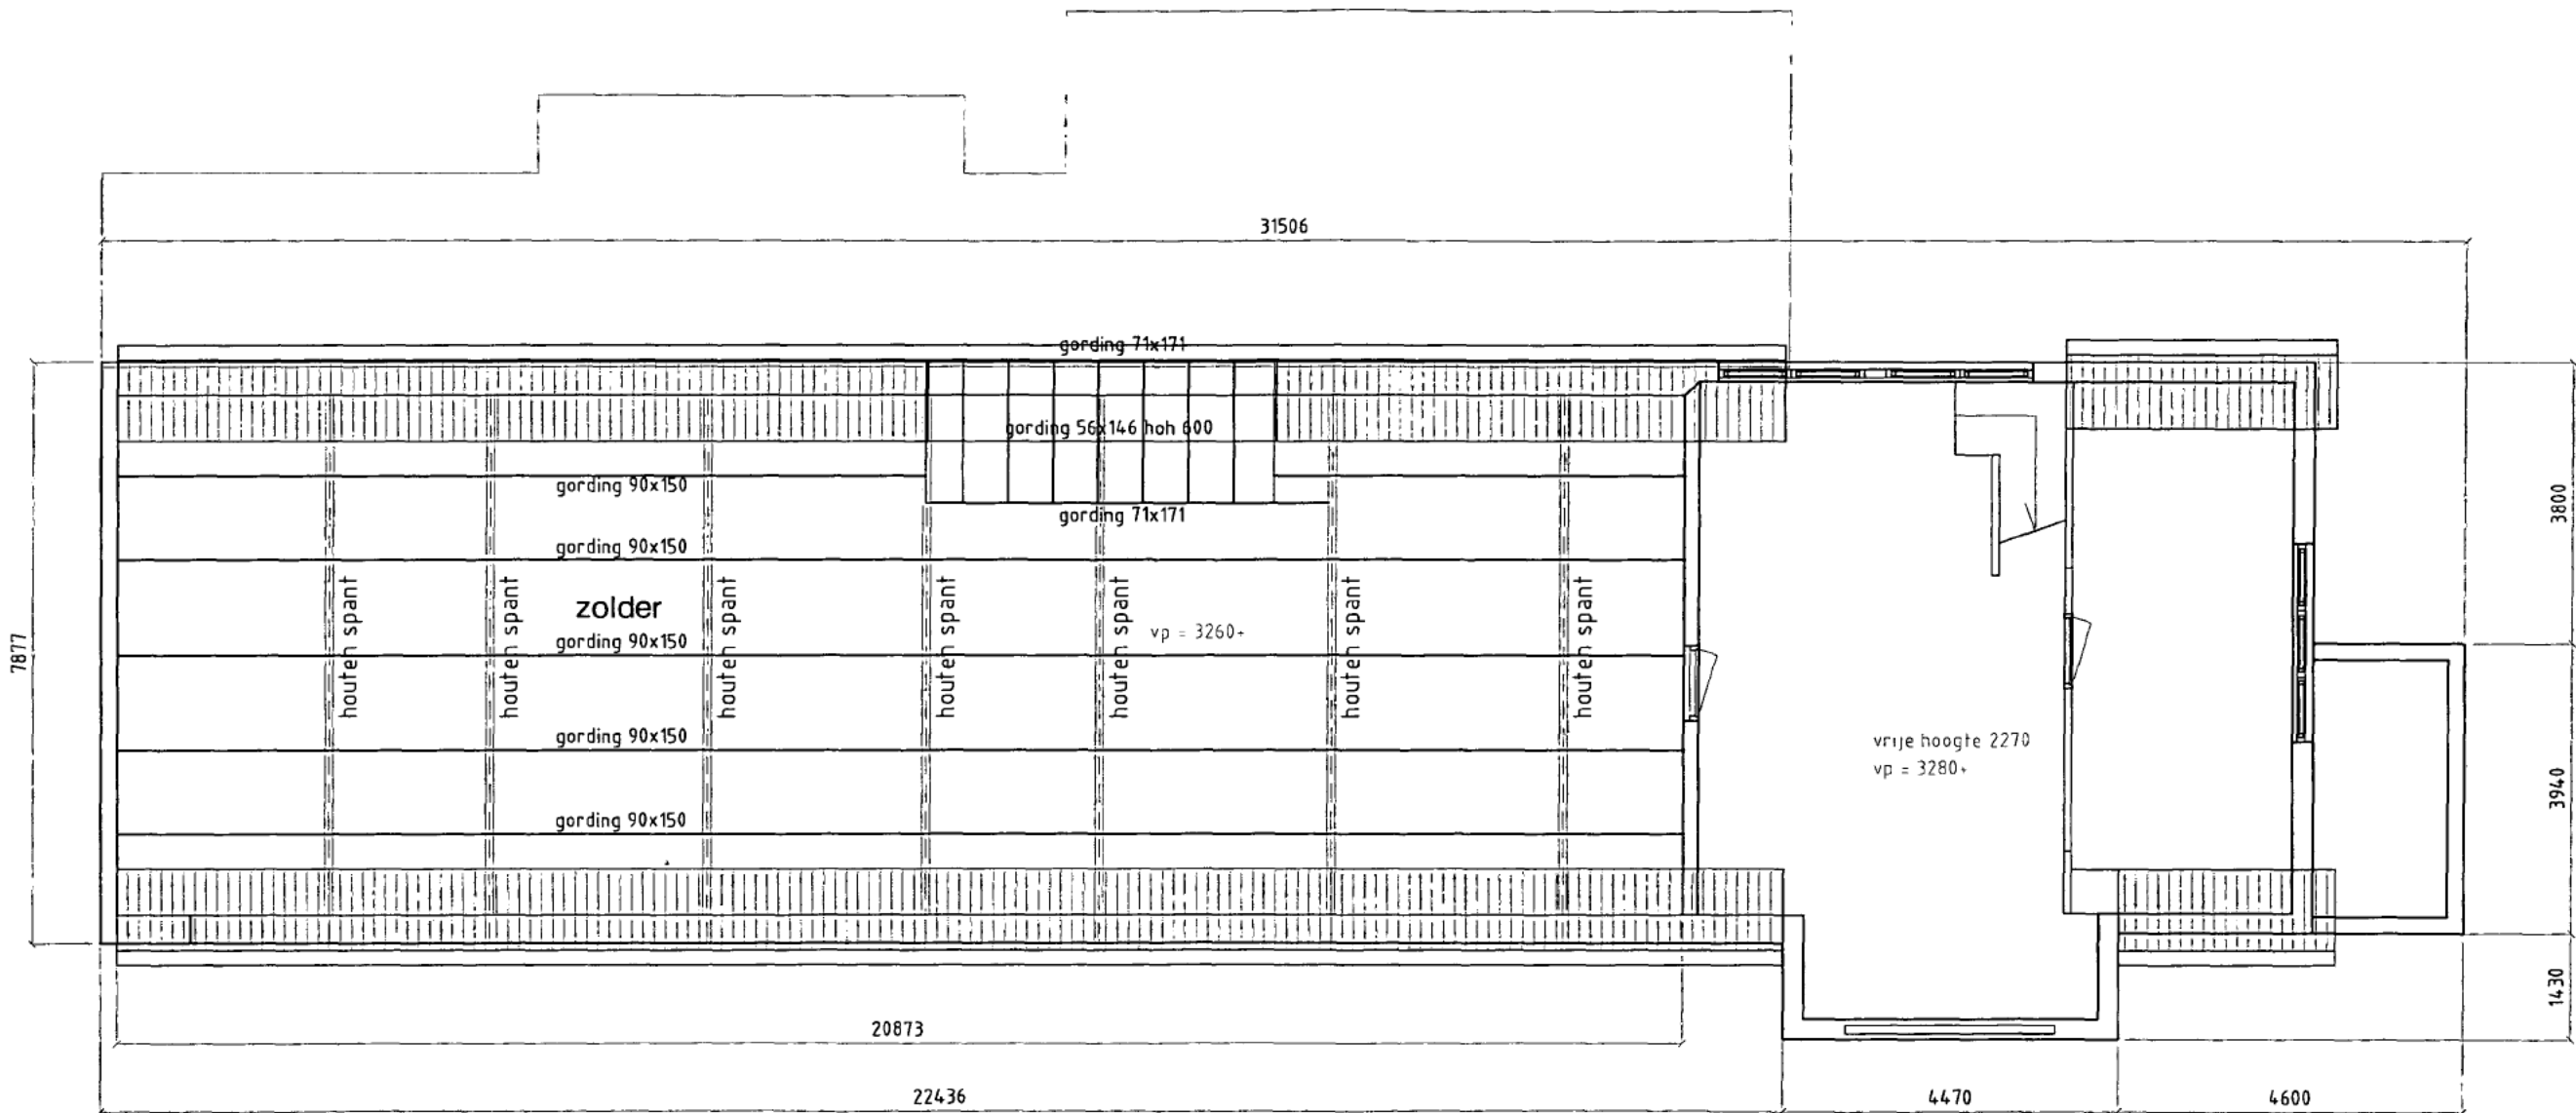 31506
gording 71x171
gording 56x146 hoh 600
gording 90x150
gording 71x171
gording 90x150
3800
houten spant
houten spant
zolder
houten spant
houten spant
houten spant
houten spant
houten spant
vp = 3260+
gording 90x150
7877
gording 90x150
vrije hoogte 2270
vp = 3280+
3940
gording 90x150
1430
20873
22436
4470
4600